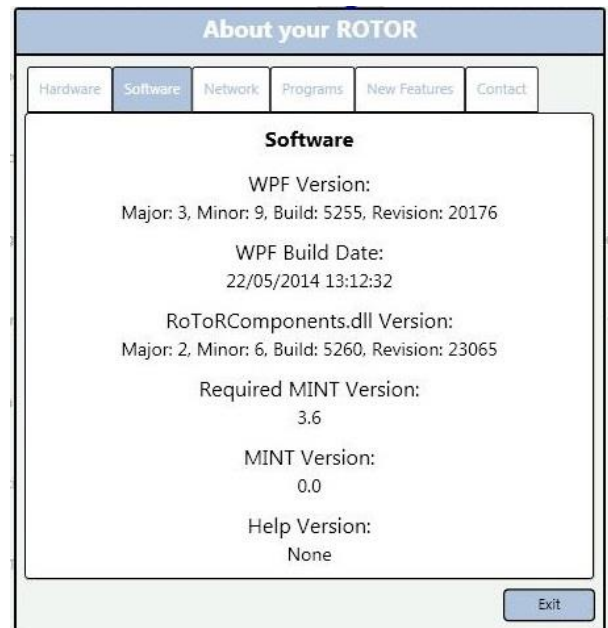 About your ROTOR
Hardware Software Network Programs New Features Contact
Software
WPF Version:
Major: 3, Minor: 9, Build: 5255, Revision: 20176
WPF Build Date:
22/05/2014 13:12:32
RoToRComponents.dll Version:
Major: 2, Minor: 6, Build: 5260, Revision: 23065
Required MINT Version:
3.6
MINT Version:
0.0
Help Version:
None
Exit